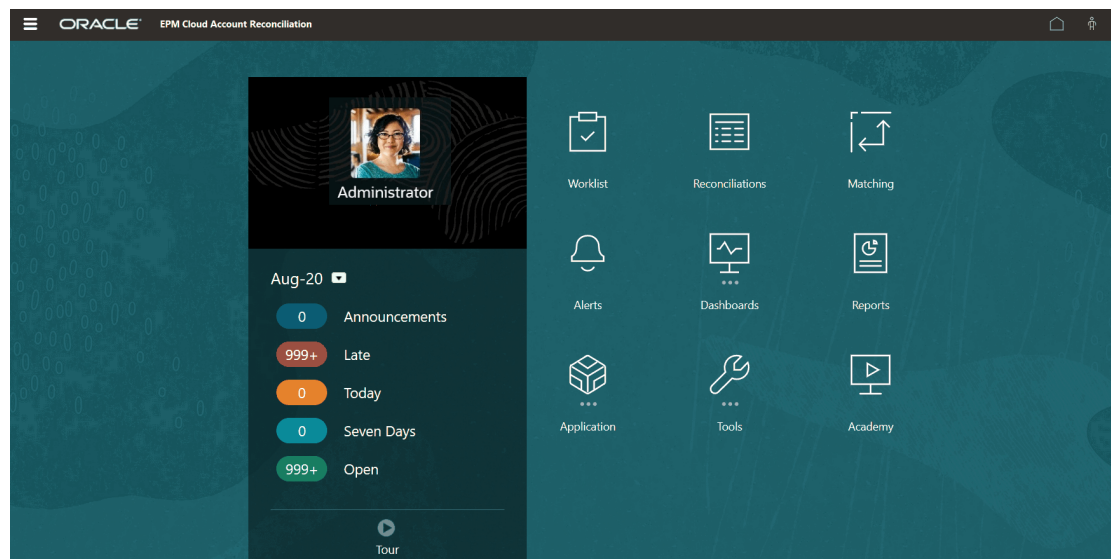 ORACLE EPM Cloud Account Reconciliation
Administrator
Aug-20
0 Announcements
999+ Late
0 Today
0 Seven Days
999+ Open
Tour
Worklist Reconciliations Matching
Alerts Dashboards Reports
Application Tools Academy